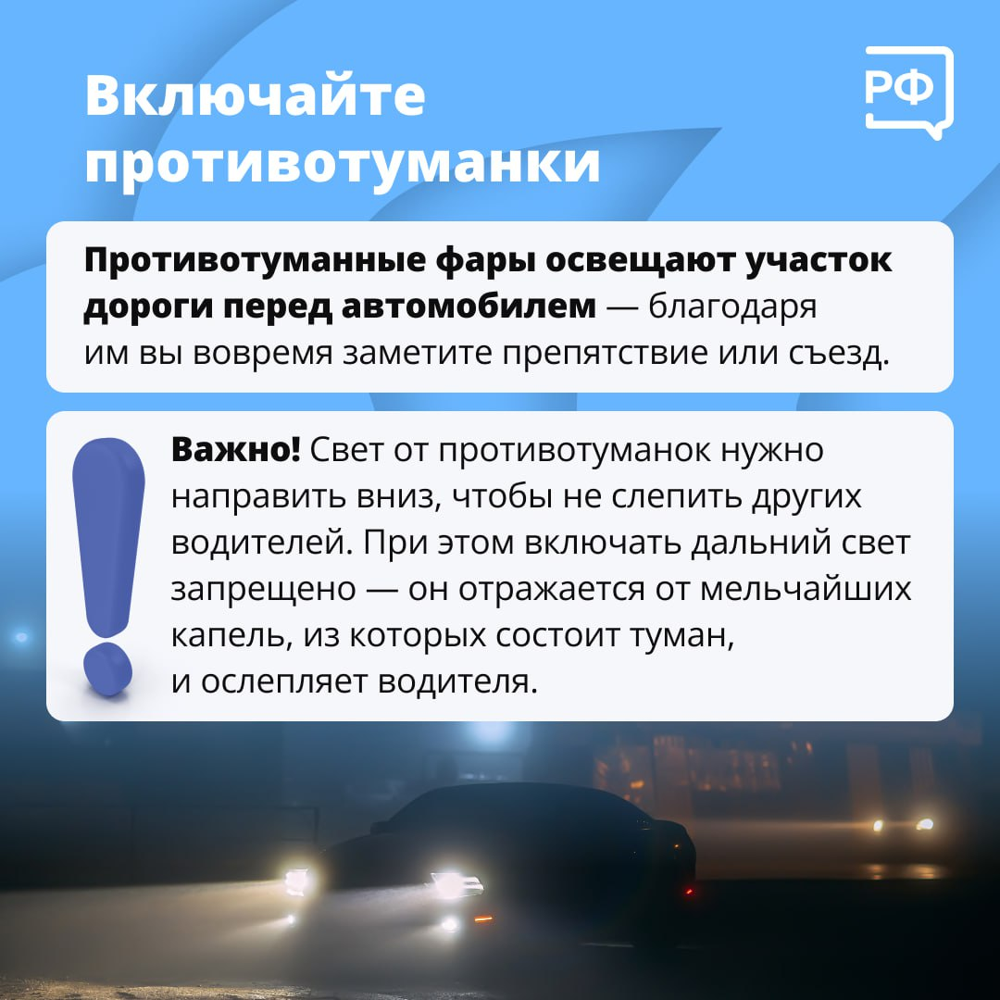 Включайте
противотуманки
РФ
Противотуманные фары освещают участок
дороги перед автомобилем — благодаря
им вы вовремя заметите препятствие или съезд.
Важно! Свет от противотуманок нужно
направить вниз, чтобы не слепить других
водителей. При этом включать дальний свет
запрещено — он отражается от мельчайших
капель, из которых состоит туман,
и ослепляет водителя.